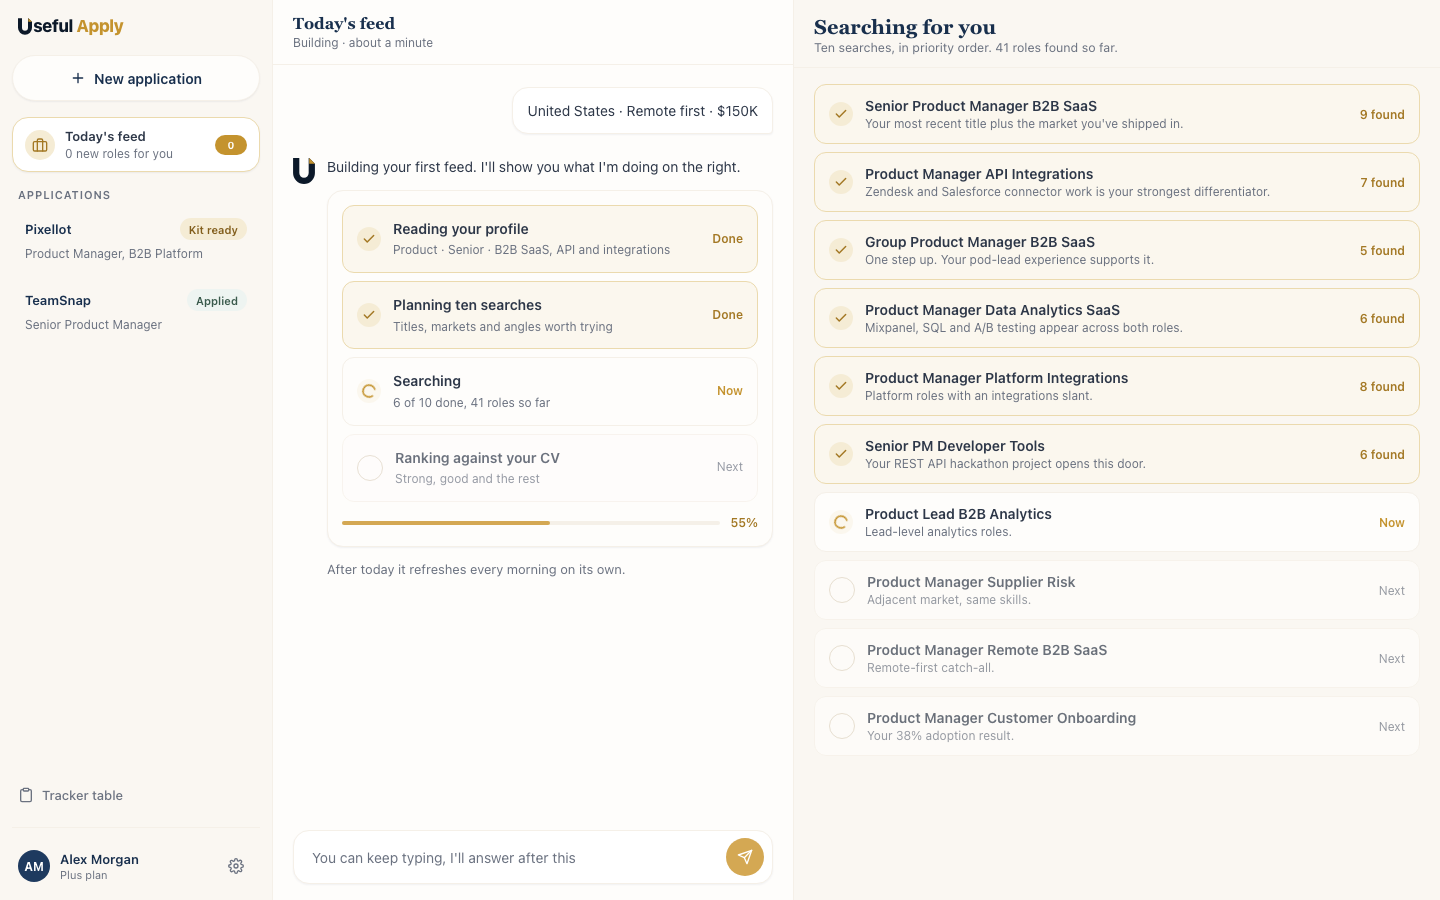 Useful Apply
New application
Today's feed
0 new roles for you
0
APPLICATIONS
Pixellot
Kit ready
Product Manager, B2B Platform
TeamSnap
Applied
Senior Product Manager
Tracker table
AM
Alex Morgan
Plus plan
Today's feed
Building · about a minute
United States · Remote first · $150K
Building your first feed. I'll show you what I'm doing on the right.
Reading your profile
Product · Senior · B2B SaaS, API and integrations
Done
Planning ten searches
Titles, markets and angles worth trying
Done
Searching
6 of 10 done, 41 roles so far
Now
Ranking against your CV
Strong, good and the rest
Next
55%
After today it refreshes every morning on its own.
You can keep typing, I'll answer after this
Searching for you
Ten searches, in priority order. 41 roles found so far.
Senior Product Manager B2B SaaS
Your most recent title plus the market you've shipped in.
9 found
Product Manager API Integrations
Zendesk and Salesforce connector work is your strongest differentiator.
7 found
Group Product Manager B2B SaaS
One step up. Your pod-lead experience supports it.
5 found
Product Manager Data Analytics SaaS
Mixpanel, SQL and A/B testing appear across both roles.
6 found
Product Manager Platform Integrations
Platform roles with an integrations slant.
8 found
Senior PM Developer Tools
Your REST API hackathon project opens this door.
6 found
Product Lead B2B Analytics
Lead-level analytics roles.
Now
Product Manager Supplier Risk
Adjacent market, same skills.
Next
Product Manager Remote B2B SaaS
Remote-first catch-all.
Next
Product Manager Customer Onboarding
Your 38% adoption result.
Next